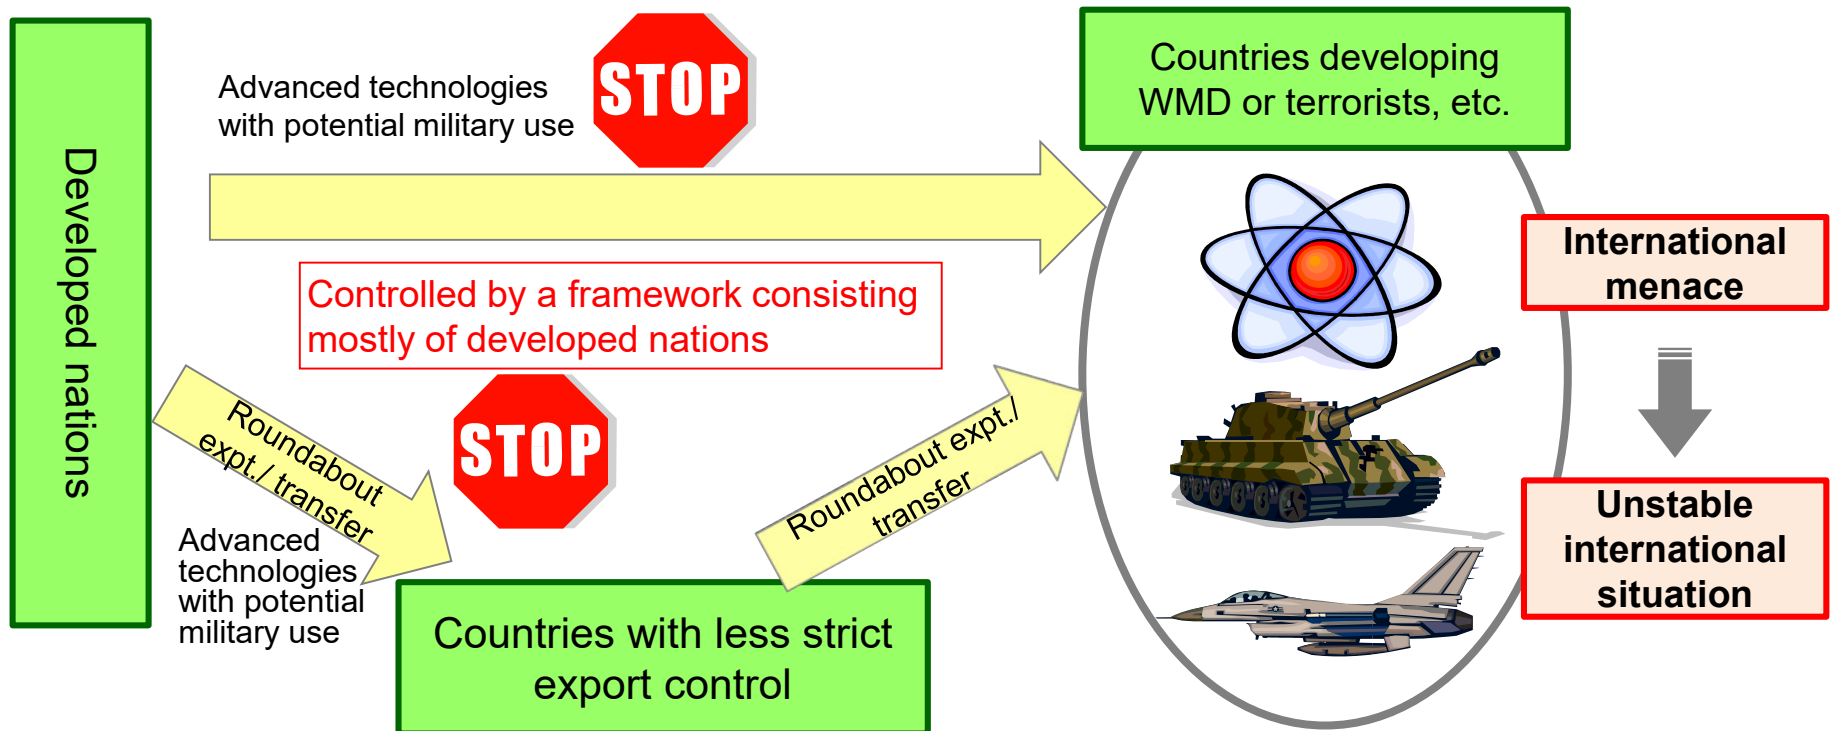 Developed nations
Advanced technologies
with potential military use
STOP
Countries developing
WMD or terrorists, etc.
Controlled by a framework consisting
mostly of developed nations
International
menace
STOP
Roundabout
expt./ transfer
Roundabout expt./
transfer
Advanced
technologies
with potential
military use
Countries with less strict
export control
Unstable
international
situation